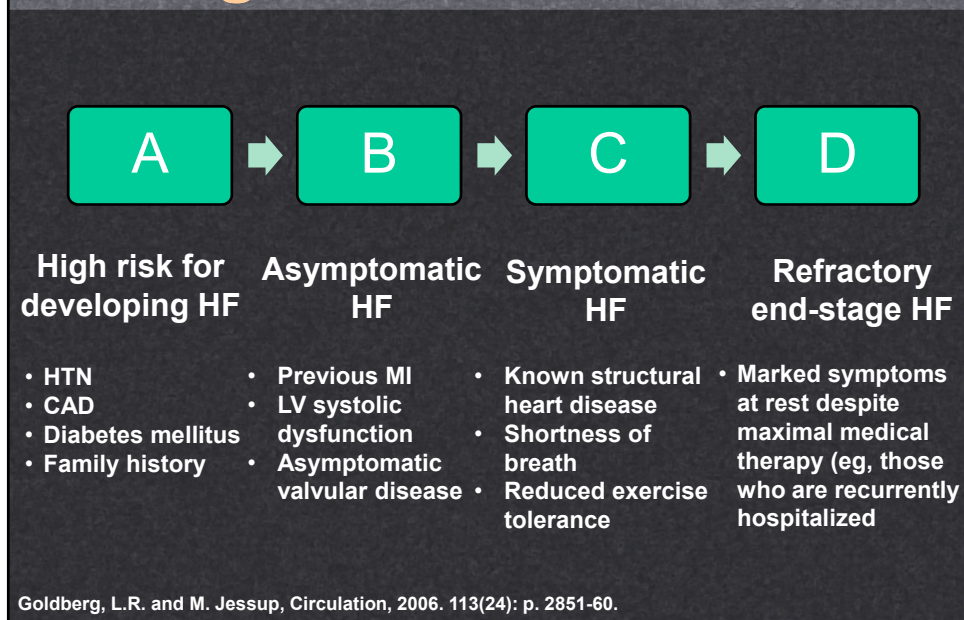 A
B
C
D
High risk for
developing HF
• HTN
• CAD
• Diabetes mellitus
• Family history
Asymptomatic
HF
• Previous MI
• LV systolic
dysfunction
• Asymptomatic
valvular disease
Symptomatic
HF
• Known structural
heart disease
• Shortness of
breath
• Reduced exercise
tolerance
Refractory
end-stage HF
• Marked symptoms
at rest despite
maximal medical
therapy (eg, those
who are recurrently
hospitalized
Goldberg, L.R. and M. Jessup, Circulation, 2006. 113(24): p. 2851-60.